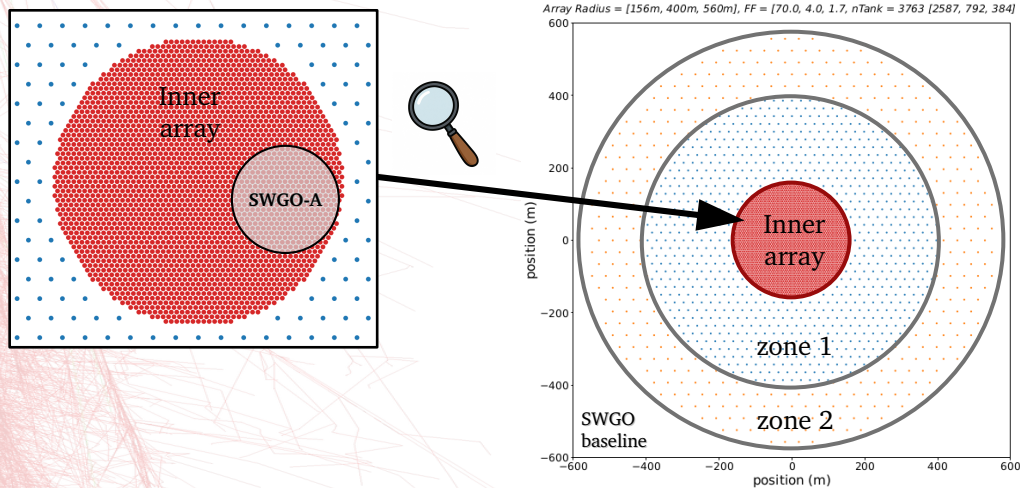 Inner
array
SWGO-A
Array Radius = [156m, 400m, 560m], FF = [70.0, 4.0, 1.7, nTank = 3763 [2587, 792, 384]
position (m)
600
400
200
0
−200
−400
−600
Inner
array
zone 1
zone 2
SWGO
baseline
−600
−400
−200
0
200
400
600
position (m)